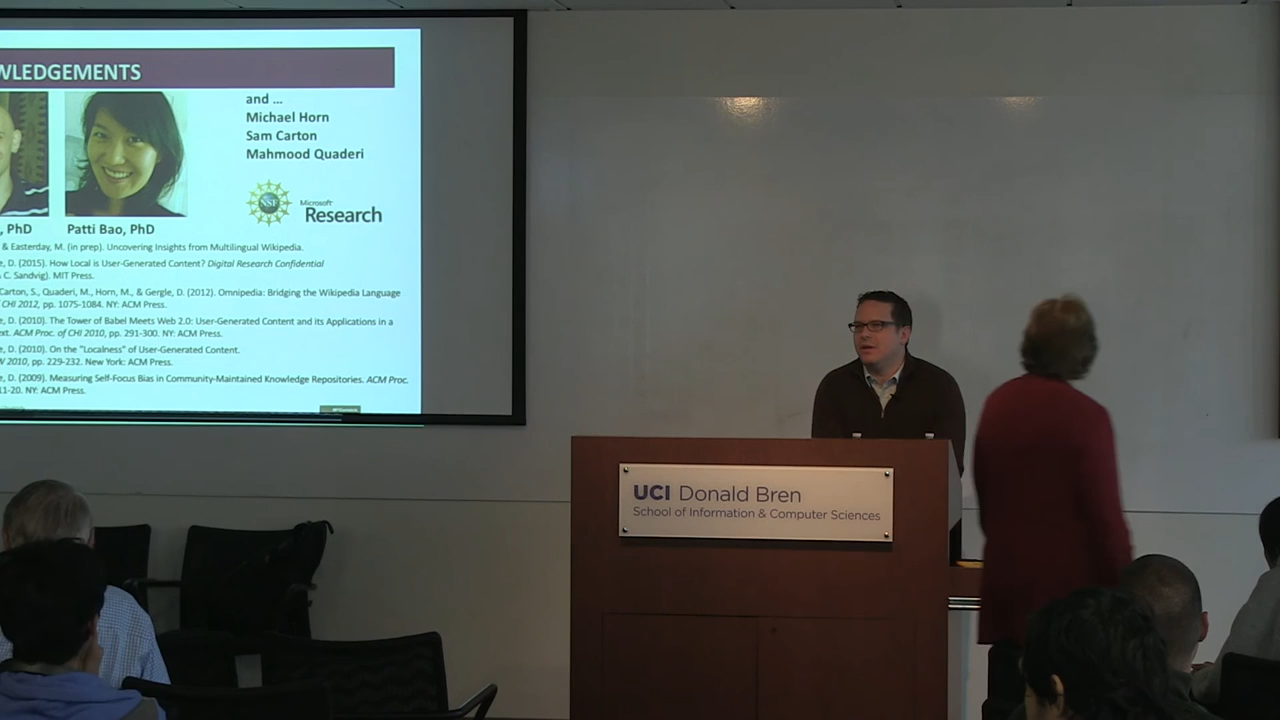 WLEDGEMENTS
and ...
Michael Horn
Sam Carton
Mahmood Quaderi
NSF
Microsoft
Research
, PhD
Patti Bao, PhD
& Easterday, M. (in prep). Uncovering Insights from Multilingual Wikipedia.
e, D. (2015). How Local is User-Generated Content? Digital Research Confidential
C. Sandvig). MIT Press.
Carton, S., Quaderi, M., Horn, M., & Gergle, D. (2012). Omnipedia: Bridging the Wikipedia Language
CHI 2012, pp. 1075-1084. NY: ACM Press.
e, D. (2010). The Tower of Babel Meets Web 2.0: User-Generated Content and its Applications in a
ext. ACM Proc. of CHI 2010, pp. 291-300. NY: ACM Press.
e, D. (2010). On the "Localness" of User-Generated Content.
W 2010, pp. 229-232. New York: ACM Press.
e, D. (2009). Measuring Self-Focus Bias in Community-Maintained Knowledge Repositories. ACM Proc.
11-20. NY: ACM Press.
UCI Donald Bren
School of Information & Computer Sciences